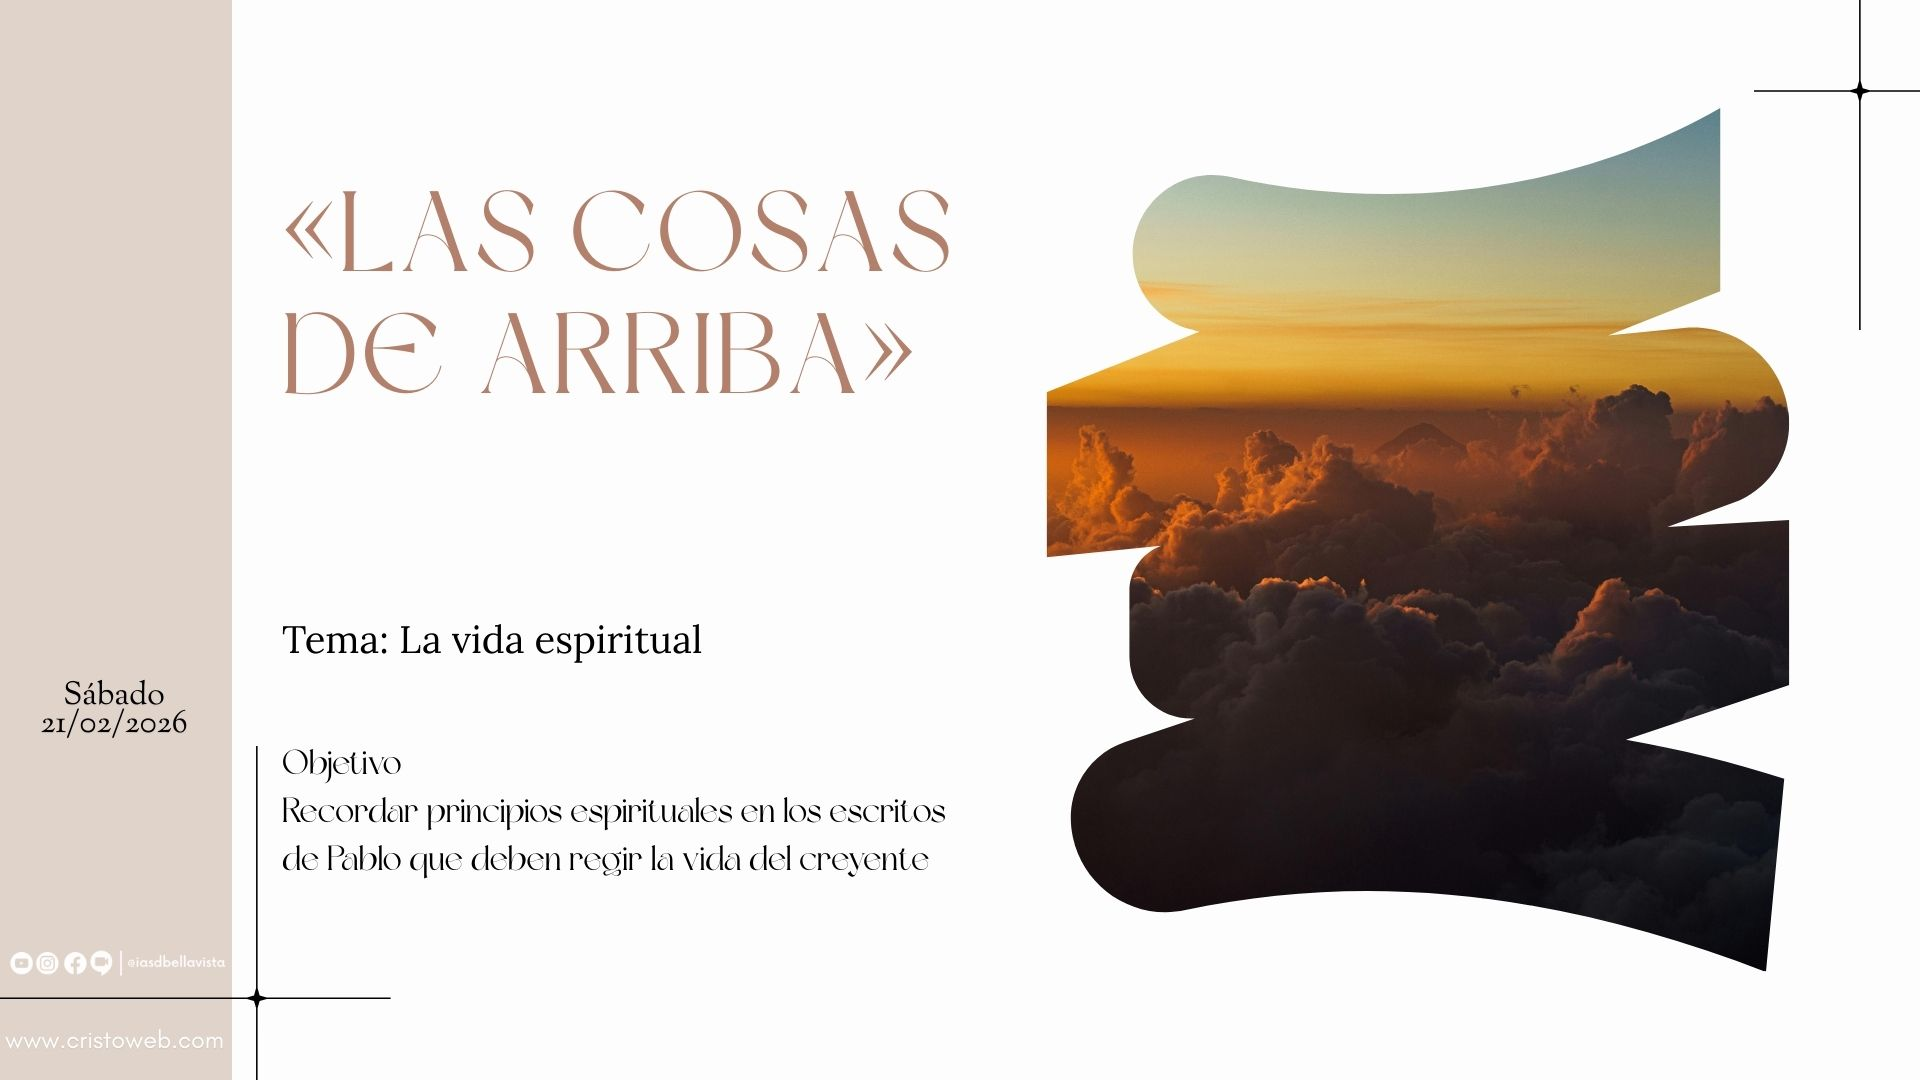 «LAS COSAS
DE ARRIBA»
Tema: La vida espiritual
Sábado
21/02/2026
Objetivo
Recordar principios espirituales en los escritos
de Pablo que deben regir la vida del creyente
@iasdbellavista
www.cristoweb.com